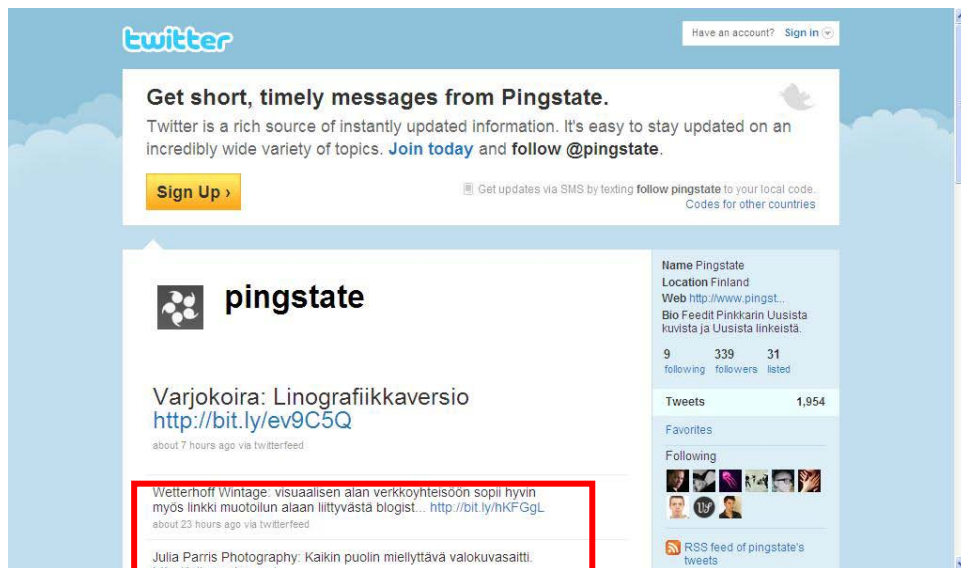 twitter
Have an account? Sign in
Get short, timely messages from Pingstate.
Twitter is a rich source of instantly updated information. It's easy to stay updated on an
incredibly wide variety of topics. Join today and follow @pingstate.
Sign Up ›
Get updates via SMS by texting follow pingstate to your local code.
Codes for other countries
pingstate
Varjokoira: Linografiikkaversio
http://bit.ly/ev9C5Q
about 7 hours ago via twitterfeed
Wetterhoff Wintage: visuaalisen alan verkkoyhteisöön sopii hyvin
myös linkki muotoilun alaan liittyvästä blogist... http://bit.ly/hKFGgL
about 23 hours ago via twitterfeed
Julia Parris Photography: Kaikin puolin miellyttävä valokuvasaitti.
Name Pingstate
Location Finland
Web http://www.pingst...
Bio Feedit Pinkkarin Uusista
kuvista ja Uusista linkeistä.
9 339 31
following followers listed
Tweets 1,954
Favorites
Following
RSS feed of pingstate's
tweets